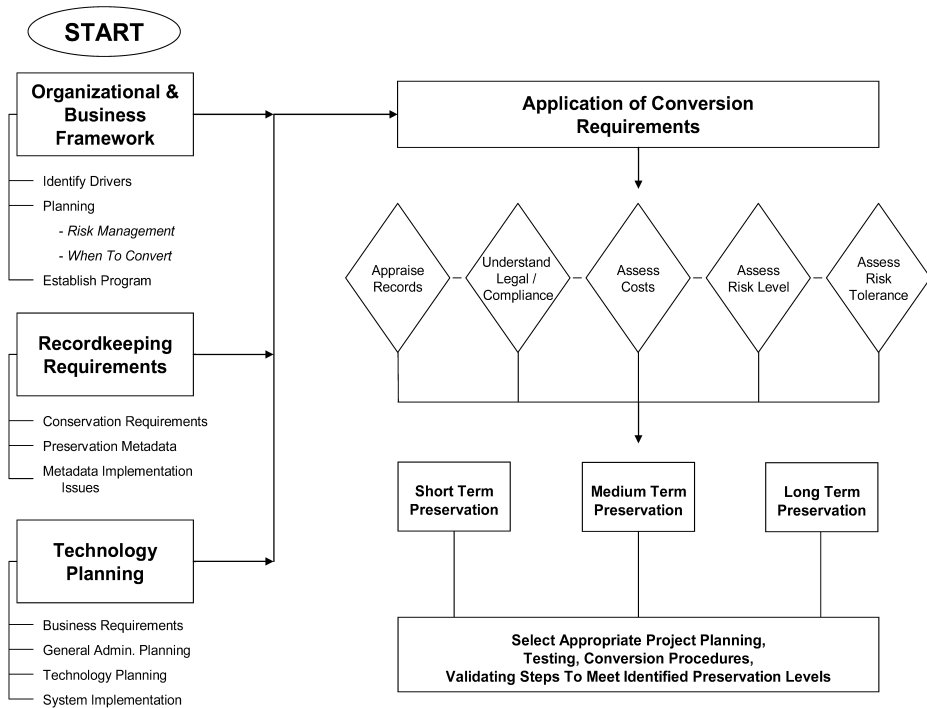 START
Organizational &
Business
Framework
Identify Drivers
Planning
- Risk Management
- When To Convert
Establish Program
Recordkeeping
Requirements
Conservation Requirements
Preservation Metadata
Metadata Implementation
Issues
Technology
Planning
Business Requirements
General Admin. Planning
Technology Planning
System Implementation
Application of Conversion
Requirements
Appraise
Records
Understand
Legal /
Compliance
Assess
Costs
Assess
Risk Level
Assess
Risk
Tolerance
Short Term
Preservation
Medium Term
Preservation
Long Term
Preservation
Select Appropriate Project Planning,
Testing, Conversion Procedures,
Validating Steps To Meet Identified Preservation Levels